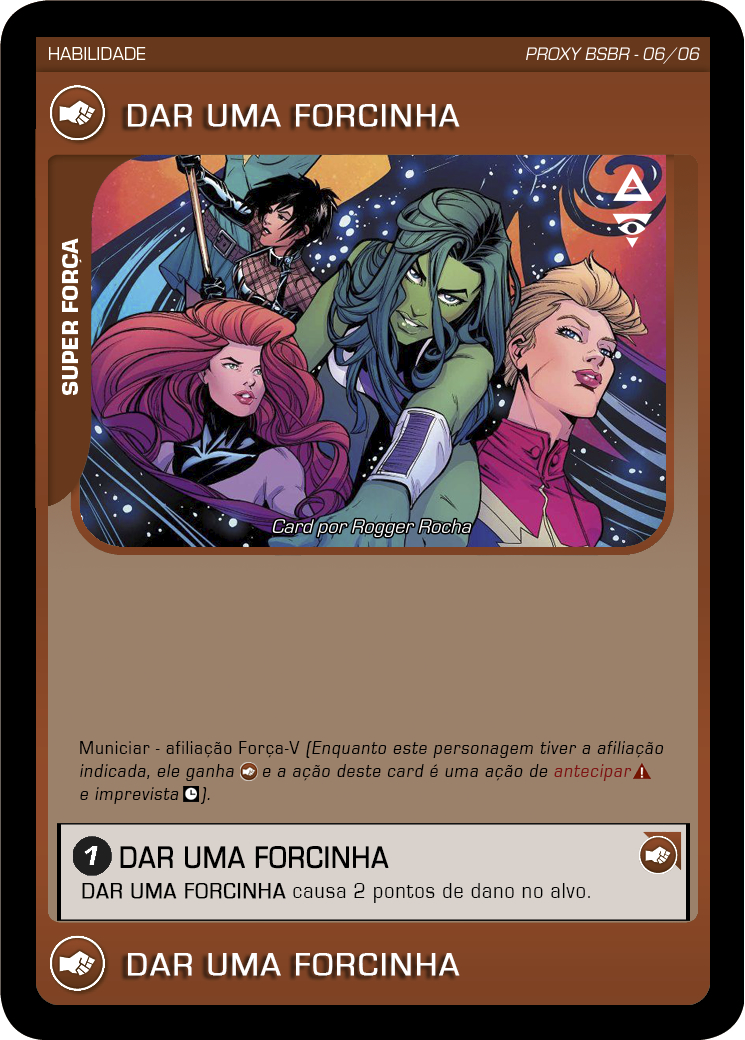 HABILIDADE
PROXY BSBR - 06/06
DAR UMA FORCINHA
SUPER FORÇA
Card por Rogger Rocha
Municiar - afiliação Força-V (Enquanto este personagem tiver a afiliação
indicada, ele ganha e a ação deste card é uma ação de antecipar
e imprevista ).
1 DAR UMA FORCINHA
DAR UMA FORCINHA causa 2 pontos de dano no alvo.
DAR UMA FORCINHA